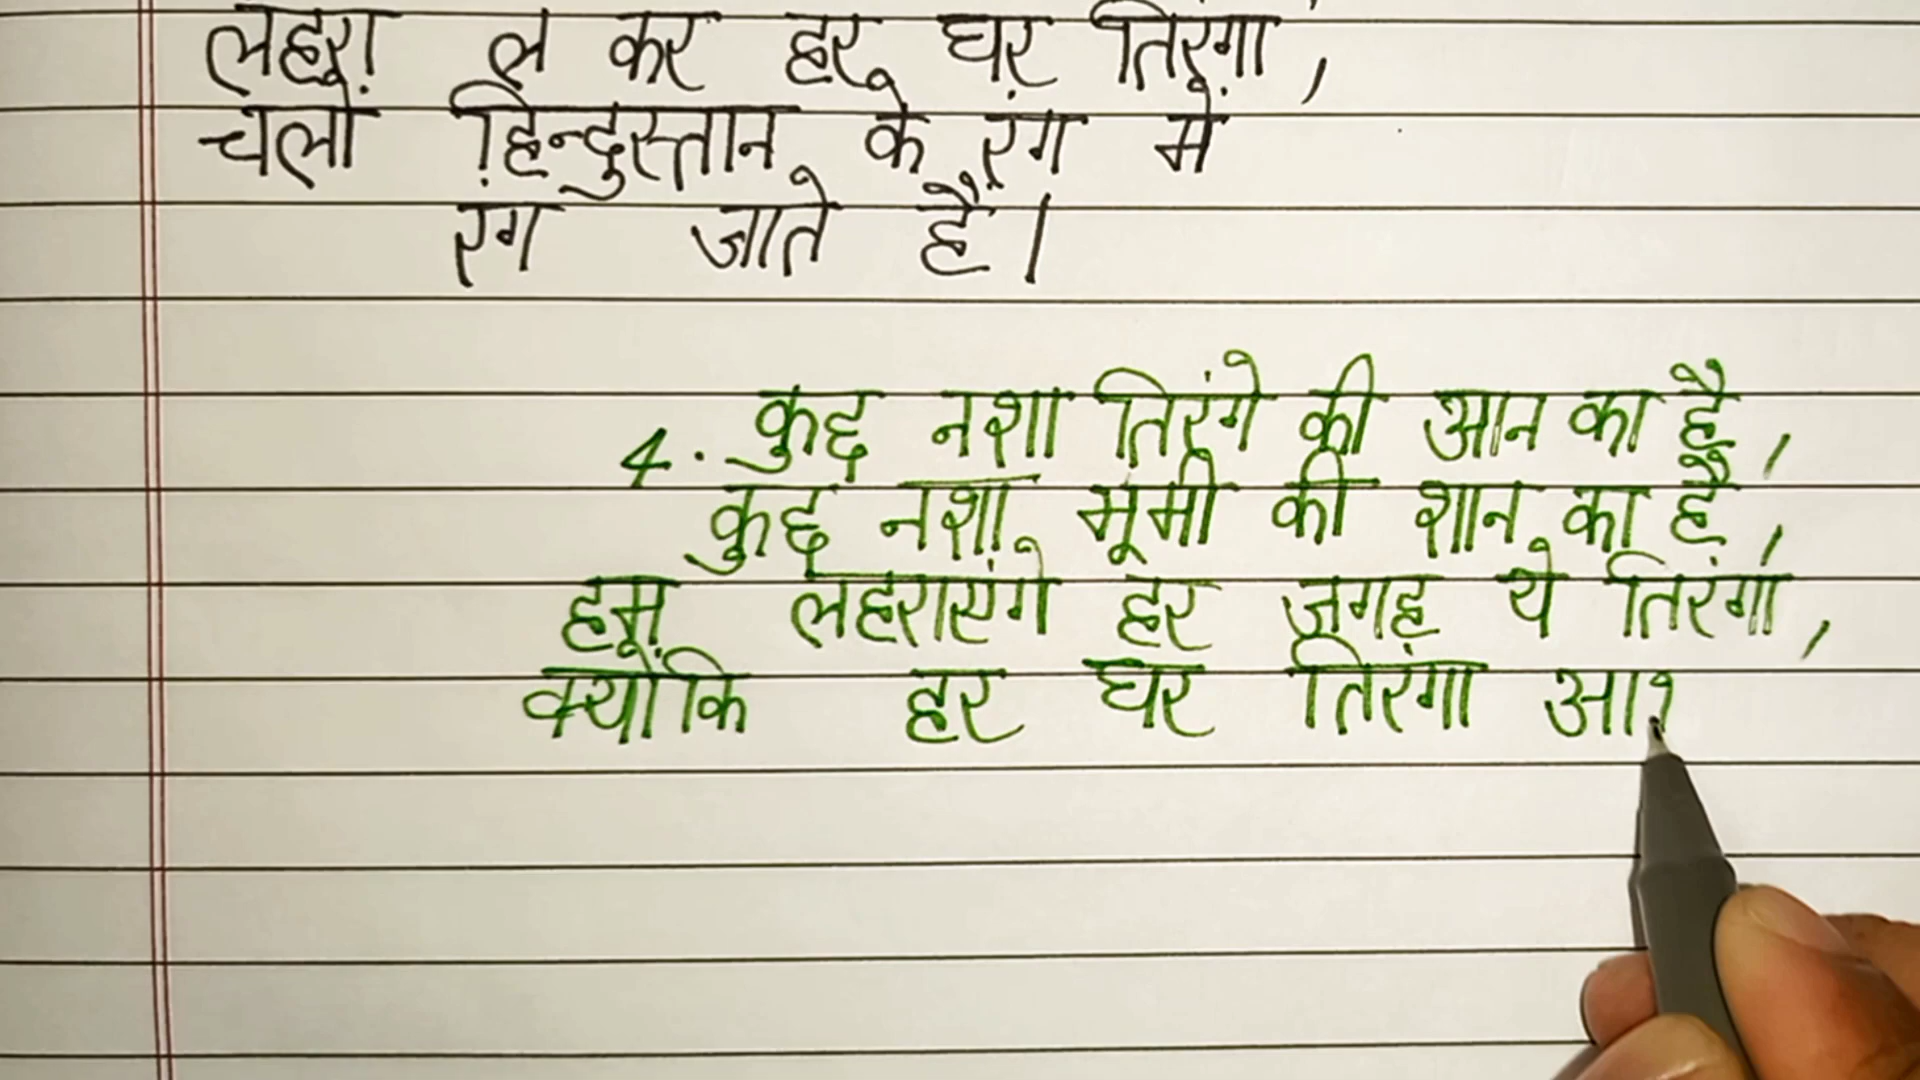 लहरा ल कर हर घर तिरंगा,
चलो हिन्दुस्तान के रंग में
रंग जाते हैं।
4. कुछ नशा तिरंगे की आन का है,
कुछ नशा भूमी की शान का है,
हम लहराएंगे हर जगह ये तिरंगा,
क्योंकि हर घर तिरंगा